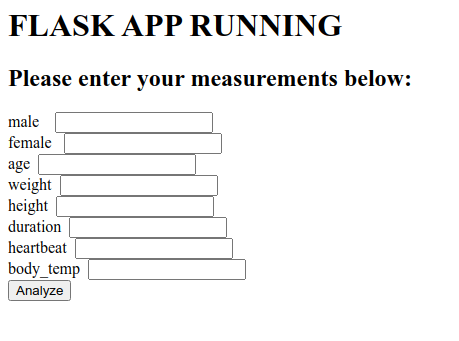 FLASK APP RUNNING
Please enter your measurements below:
male
female
age
weight
height
duration
heartbeat
body_temp
Analyze